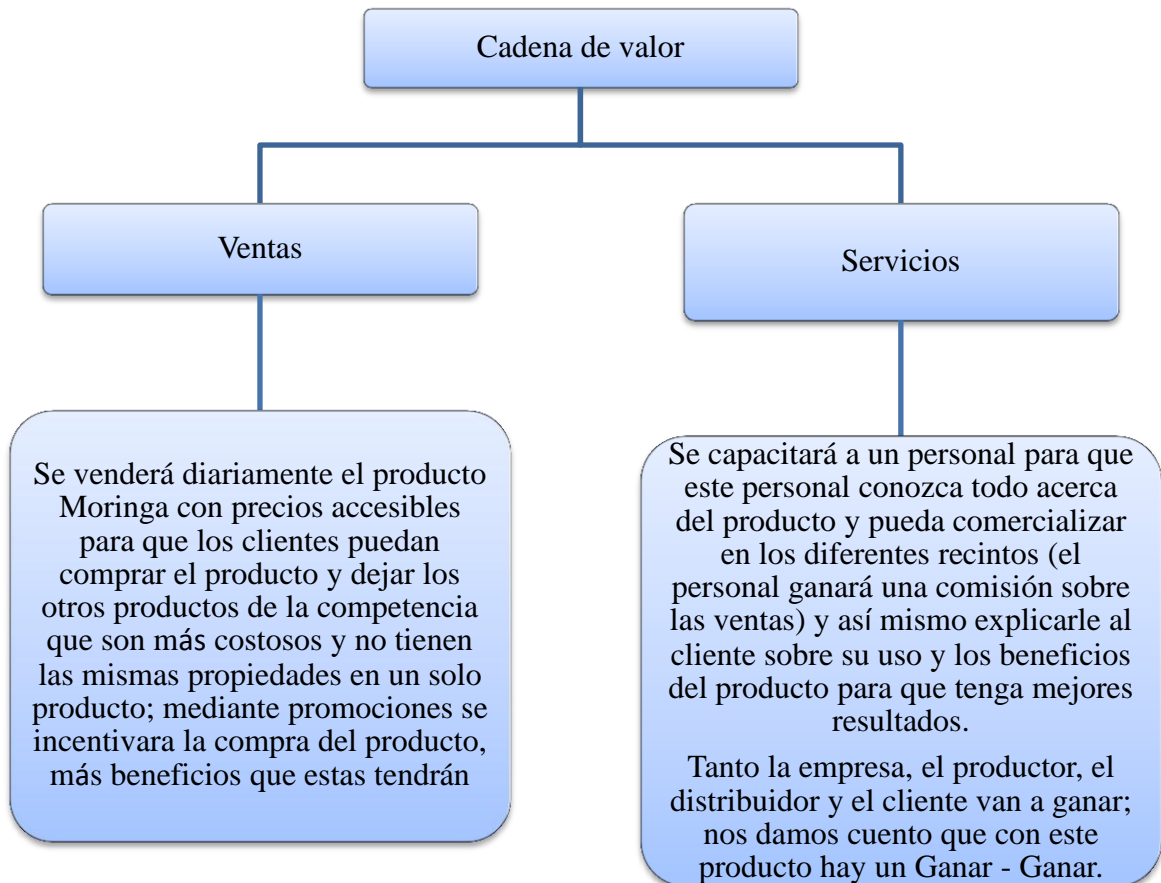 Cadena de valor
Ventas
Servicios
Se venderá diariamente el producto
Moringa con precios accesibles
para que los clientes puedan
comprar el producto y dejar los
otros productos de la competencia
que son más costosos y no tienen
las mismas propiedades en un solo
producto; mediante promociones se
incentivara la compra del producto,
más beneficios que estas tendrán
Se capacitará a un personal para que
este personal conozca todo acerca
del producto y pueda comercializar
en los diferentes recintos (el
personal ganará una comisión sobre
las ventas) y así mismo explicarle al
cliente sobre su uso y los beneficios
del producto para que tenga mejores
resultados.
Tanto la empresa, el productor, el
distribuidor y el cliente van a ganar;
nos damos cuento que con este
producto hay un Ganar - Ganar.